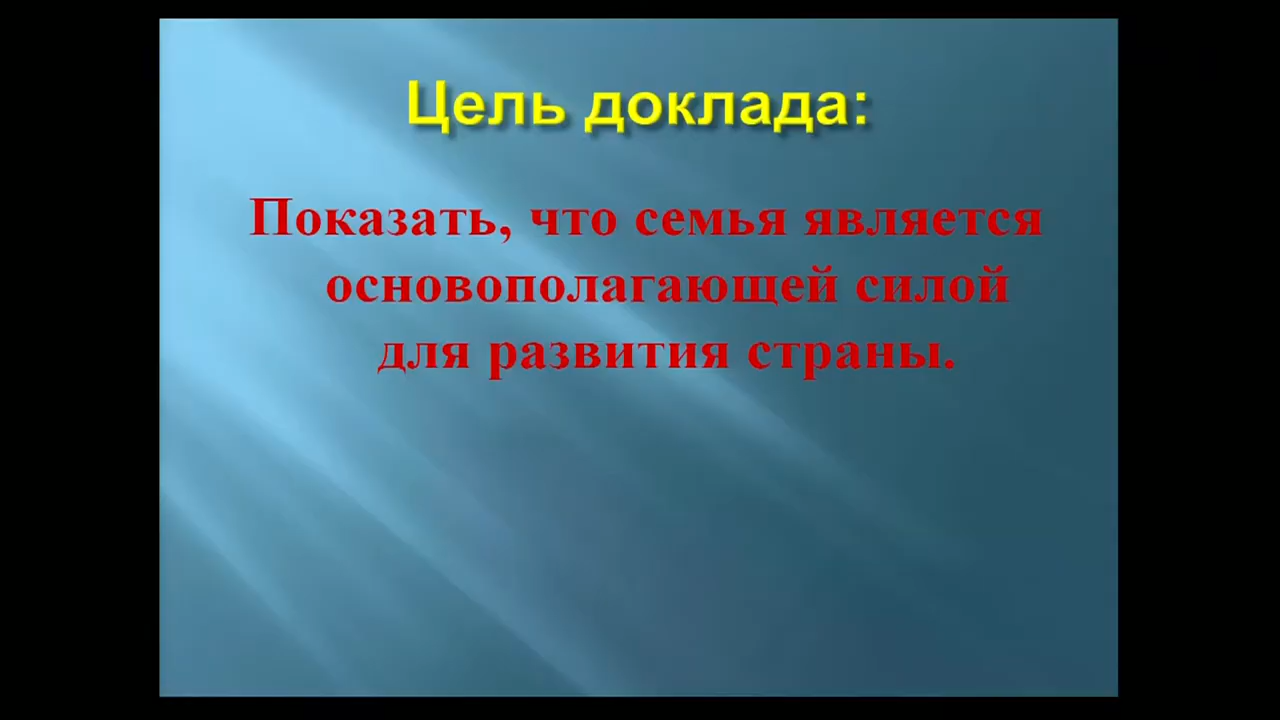 Цель доклада:
Показать, что семья является
основополагающей силой
для развития страны.